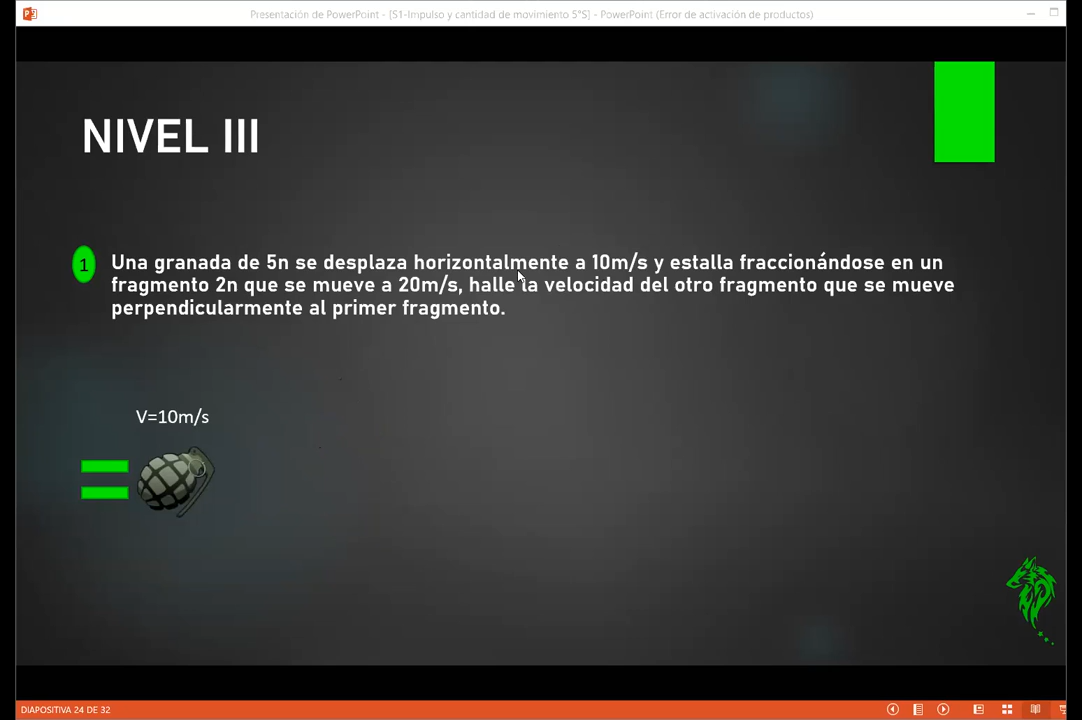 Presentación de PowerPoint - [S1-Impulso y cantidad de movimiento 5°S] - PowerPoint (Error de activación de productos)
NIVEL III
1 Una granada de 5n se desplaza horizontalmente a 10m/s y estalla fraccionándose en un
fragmento 2n que se mueve a 20m/s, halle la velocidad del otro fragmento que se mueve
perpendicularmente al primer fragmento.
V=10m/s
DIAPOSITIVA 24 DE 32